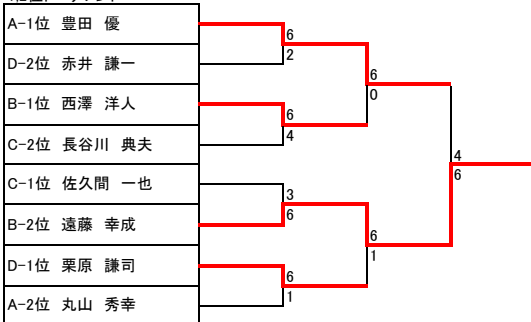 A-1位 豊田 優
D-2位 赤井 謙一
B-1位 西澤 洋人
C-2位 長谷川 典夫
C-1位 佐久間 一也
B-2位 遠藤 幸成
D-1位 栗原 謙司
A-2位 丸山 秀幸
6
2
6
4
3
6
6
1
6
0
6
1
4
6